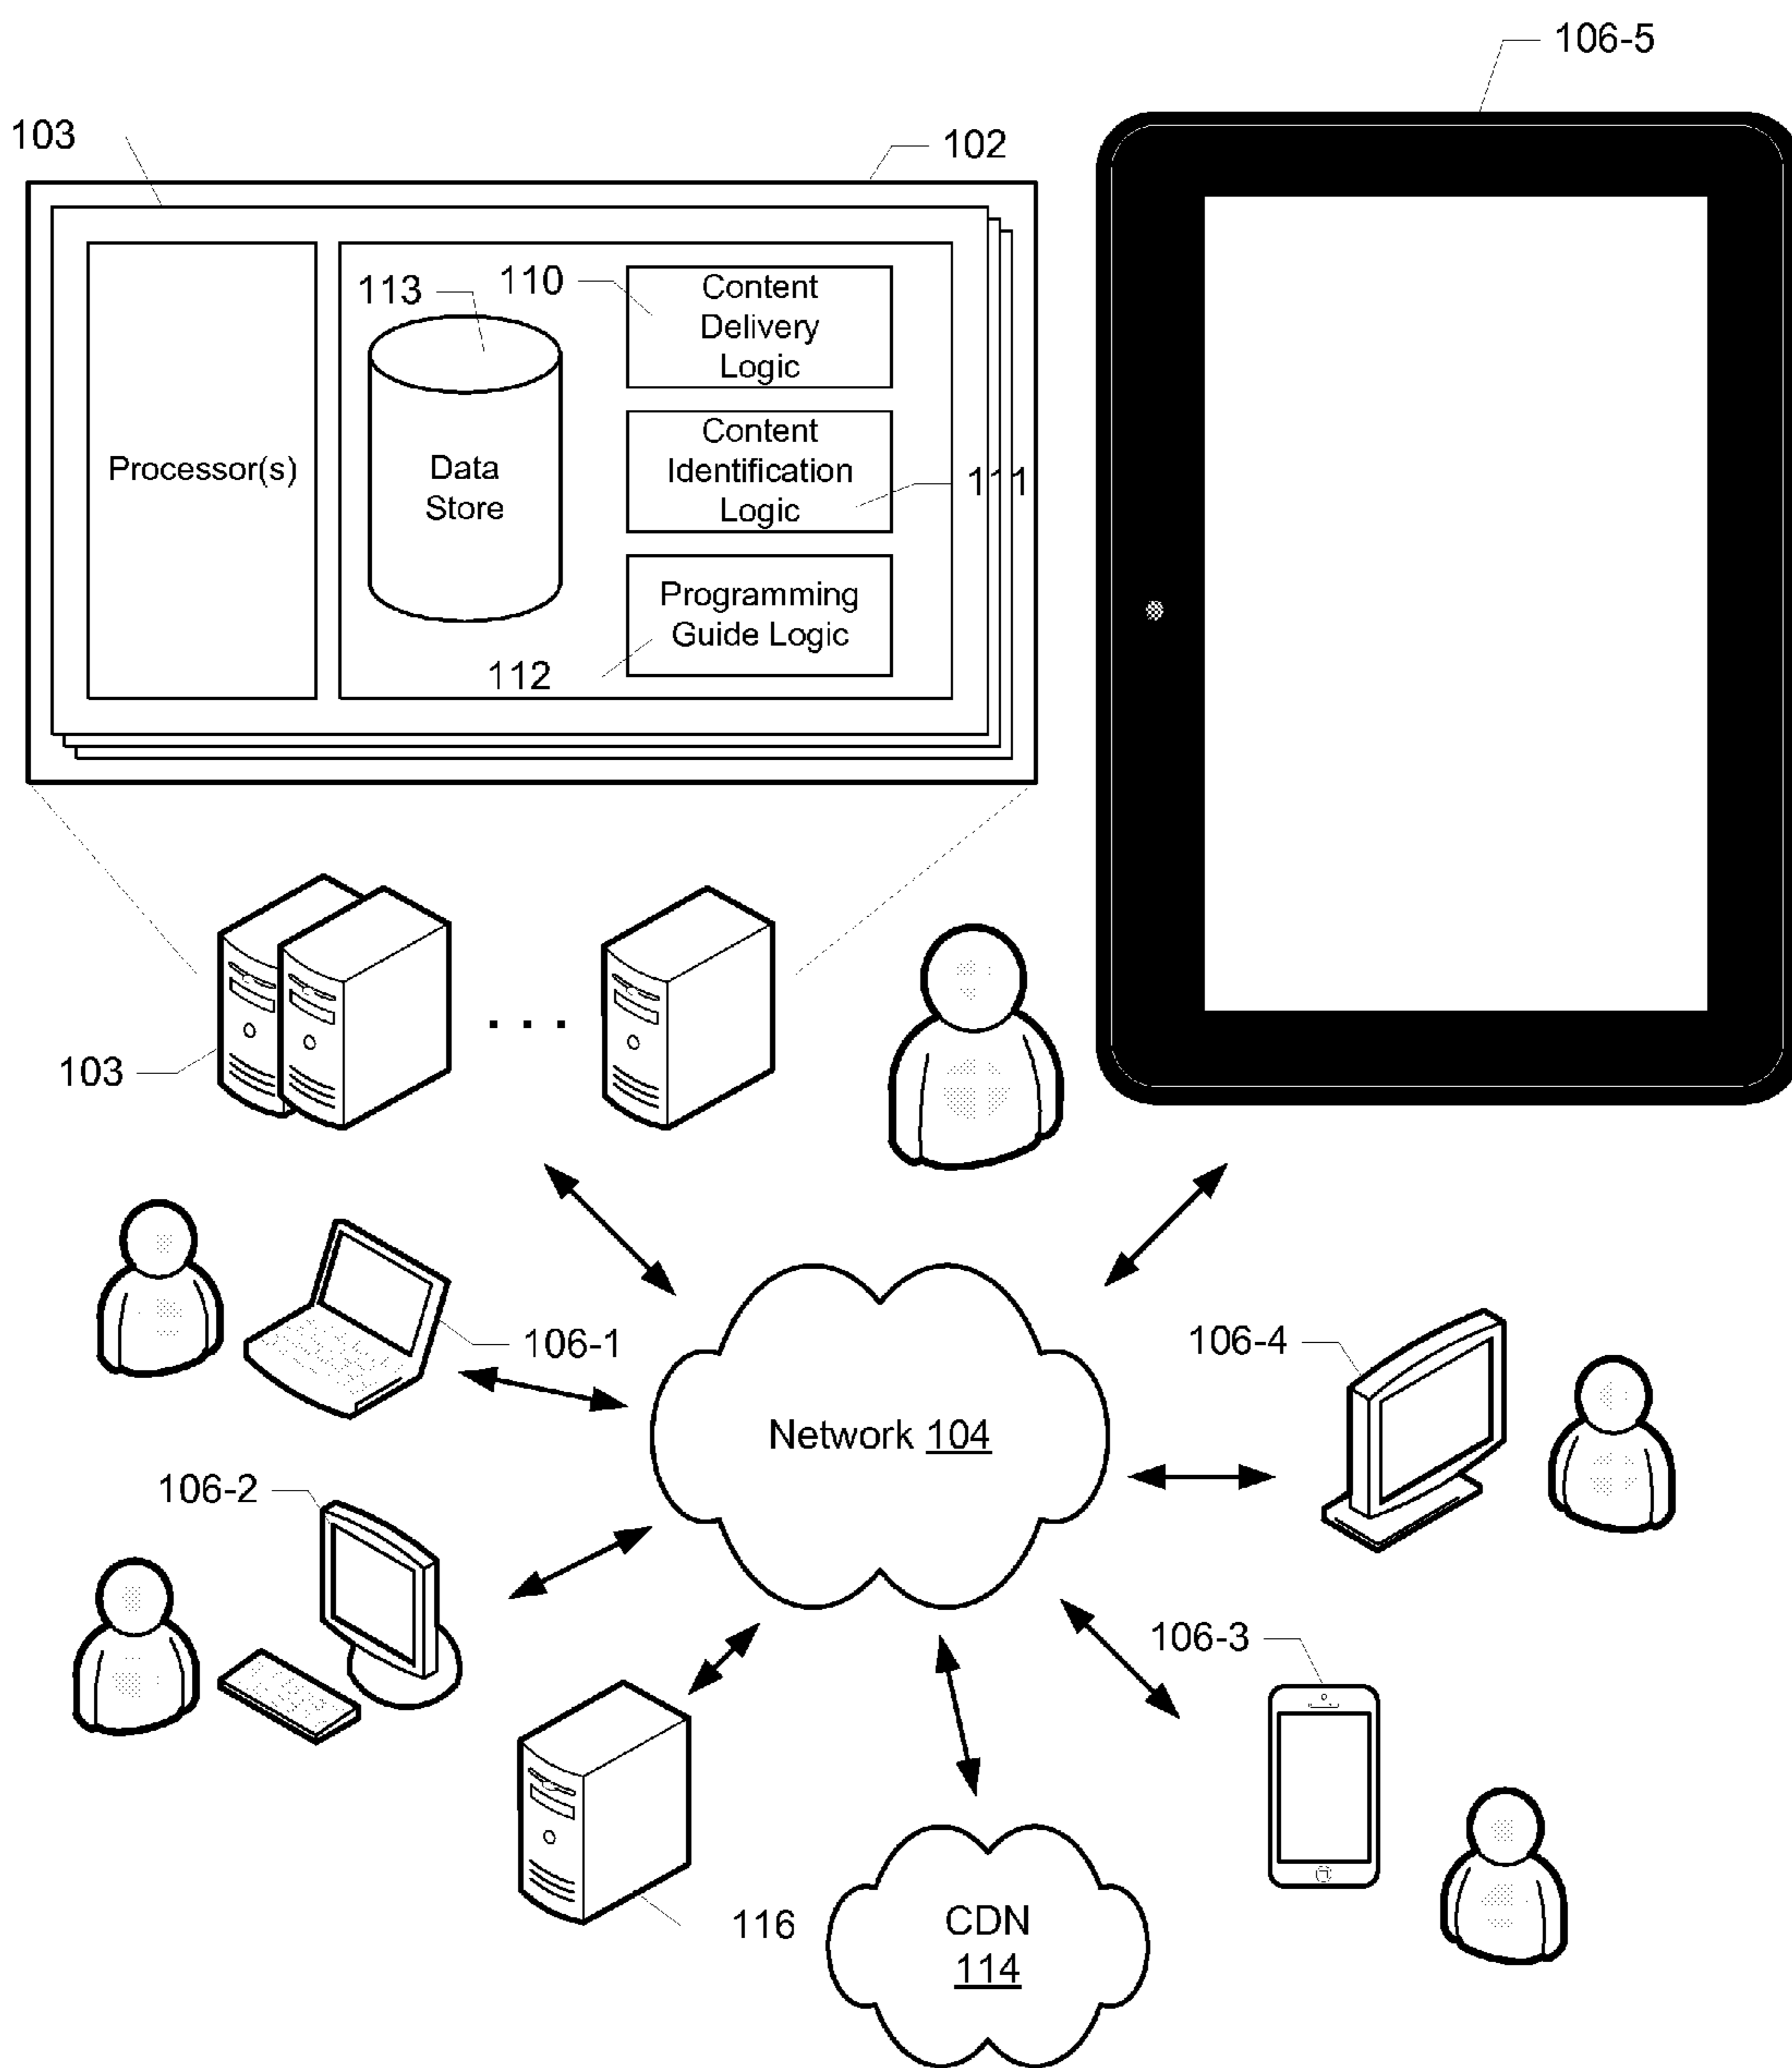 106-5
103
102
113
110
Content
Delivery
Logic
Content
Identification
Logic
111
Processor(s)
Data
Store
Programming
Guide Logic
112
103
106-1
106-4
Network 104
106-2
106-3
116
CDN
114